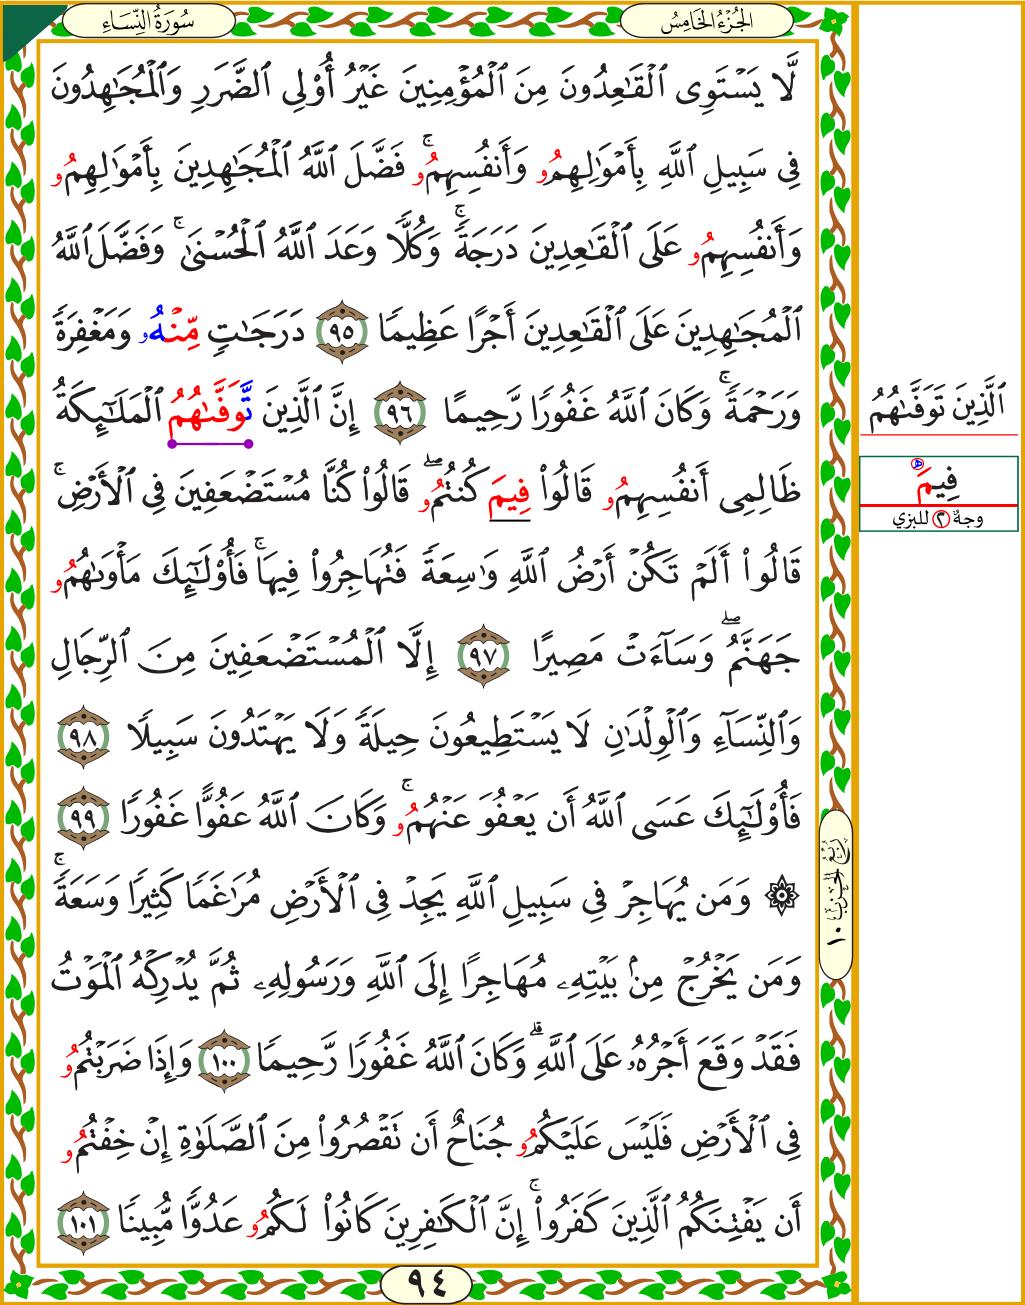 الجُزْءُ الخَامِسُ
سُورَةُ النِّسَاءِ
لَّا يَسْتَوِى ٱلْقَـٰعِدُونَ مِنَ ٱلْمُؤْمِنِينَ غَيْرُ أُوْلِى ٱلضَّرَرِ وَٱلْمُجَـٰهِدُونَ
فِى سَبِيلِ ٱللَّهِ بِأَمْوَٰلِهِمُۥ وَأَنفُسِهِمُۥ ۚ فَضَّلَ ٱللَّهُ ٱلْمُجَـٰهِدِينَ بِأَمْوَٰلِهِمُۥ
وَأَنفُسِهِمُۥ عَلَى ٱلْقَـٰعِدِينَ دَرَجَةً ۚ وَكُلًّا وَعَدَ ٱللَّهُ ٱلْحُسْنَىٰ ۚ وَفَضَّلَ ٱللَّهُ
ٱلْمُجَـٰهِدِينَ عَلَى ٱلْقَـٰعِدِينَ أَجْرًا عَظِيمًا ٩٥ دَرَجَـٰتٍ مِّنْهُۥ وَمَغْفِرَةً
وَرَحْمَةً ۚ وَكَانَ ٱللَّهُ غَفُورًا رَّحِيمًا ٩٦ إِنَّ ٱلَّذِينَ تَّوَفَّىٰهُمُ ٱلْمَلَـٰٓئِكَةُ
ظَالِمِى أَنفُسِهِمُۥ قَالُوا۟ فِيمَ كُنتُمُۥ ۖ قَالُوا۟ كُنَّا مُسْتَضْعَفِينَ فِى ٱلْأَرْضِ ۚ
قَالُوٓا۟ أَلَمْ تَكُنْ أَرْضُ ٱللَّهِ وَٰسِعَةً فَتُهَاجِرُوا۟ فِيهَا ۚ فَأُوْلَـٰٓئِكَ مَأْوَىٰهُمُۥ
جَهَنَّمُ ۖ وَسَآءَتْ مَصِيرًا ٩٧ إِلَّا ٱلْمُسْتَضْعَفِينَ مِنَ ٱلرِّجَالِ
وَٱلنِّسَآءِ وَٱلْوِلْدَٰنِ لَا يَسْتَطِيعُونَ حِيلَةً وَلَا يَهْتَدُونَ سَبِيلًا ٩٨
فَأُوْلَـٰٓئِكَ عَسَى ٱللَّهُ أَن يَعْفُوَ عَنْهُمُۥ ۚ وَكَانَ ٱللَّهُ عَفُوًّا غَفُورًا ٩٩
۞ وَمَن يُهَاجِرْ فِى سَبِيلِ ٱللَّهِ يَجِدْ فِى ٱلْأَرْضِ مُرَٰغَمًا كَثِيرًا وَسَعَةً ۚ
وَمَن يَخْرُجْ مِنۢ بَيْتِهِۦ مُهَاجِرًا إِلَى ٱللَّهِ وَرَسُولِهِۦ ثُمَّ يُدْرِكْهُ ٱلْمَوْتُ
فَقَدْ وَقَعَ أَجْرُهُۥ عَلَى ٱللَّهِ ۗ وَكَانَ ٱللَّهُ غَفُورًا رَّحِيمًا ١٠٠ وَإِذَا ضَرَبْتُمُۥ
فِى ٱلْأَرْضِ فَلَيْسَ عَلَيْكُمُۥ جُنَاحٌ أَن تَقْصُرُوا۟ مِنَ ٱلصَّلَوٰةِ إِنْ خِفْتُمُۥ
أَن يَفْتِنَكُمُ ٱلَّذِينَ كَفَرُوٓا۟ ۚ إِنَّ ٱلْكَـٰفِرِينَ كَانُوا۟ لَكُمُۥ عَدُوًّا مُّبِينًا ١٠١
٩٤
رُبْعُ الحِزْبِ ١٠
ٱلَّذِينَ تَوَفَّىٰهُمُ
فِيمَ
وجهٌ ٢ للبزي